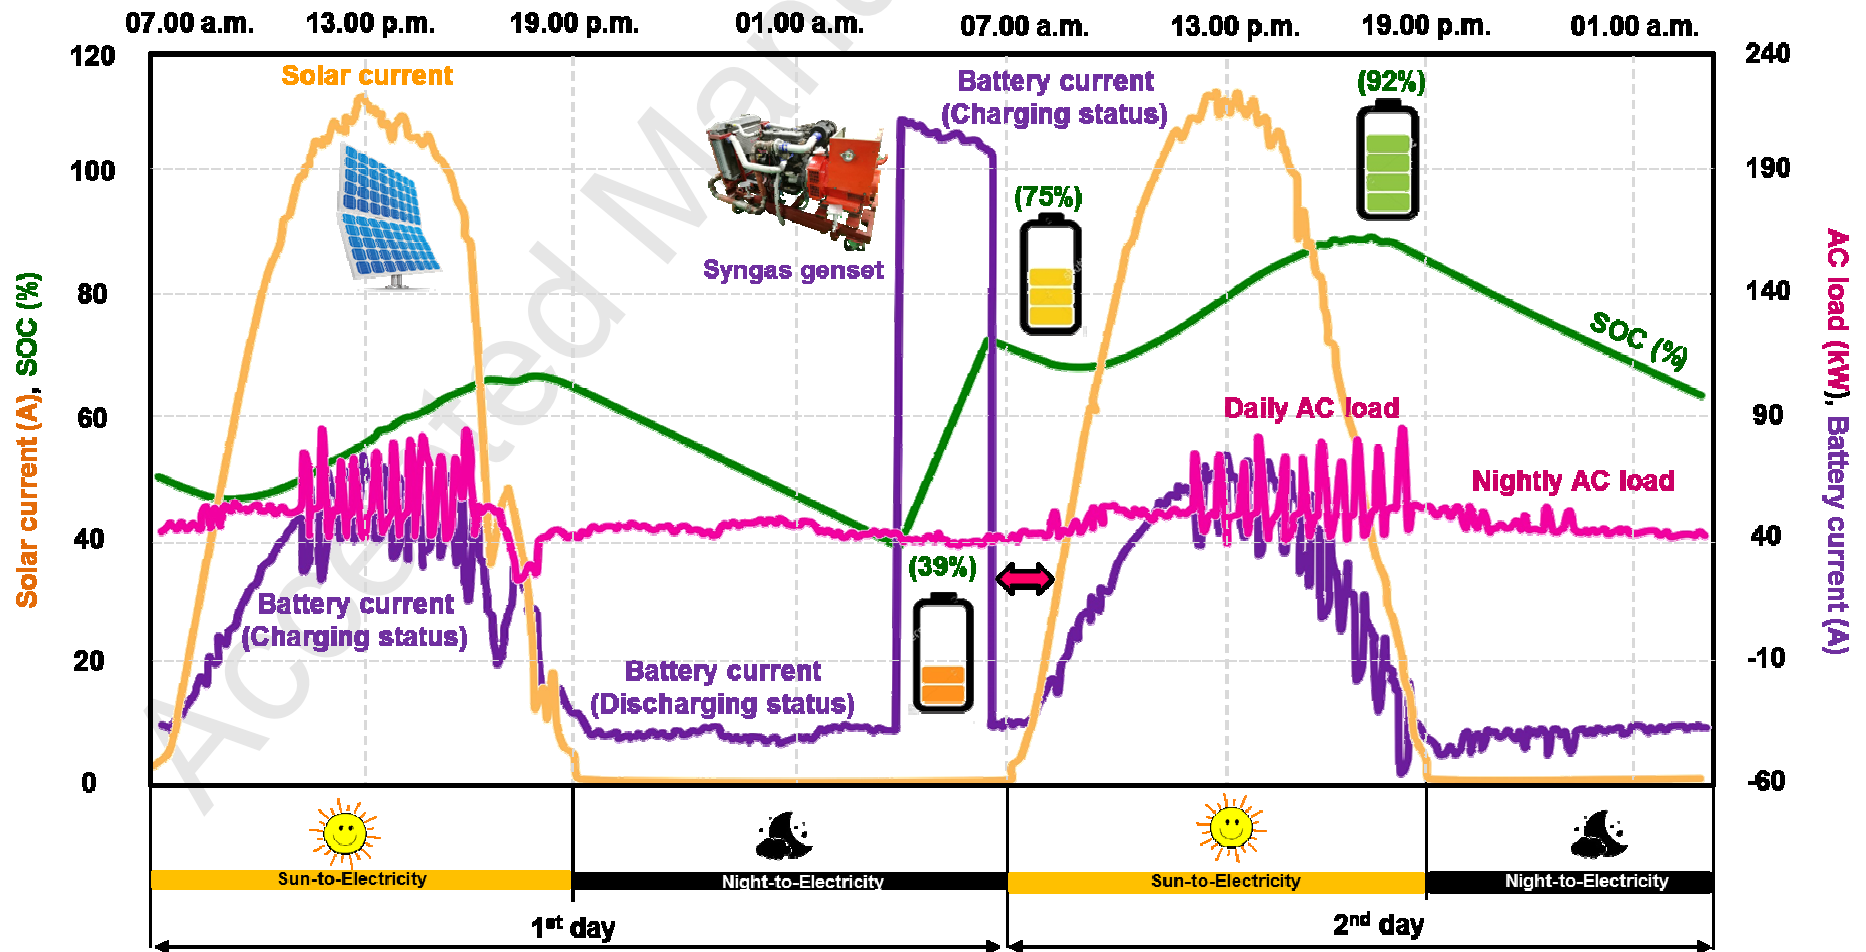 07.00 a.m. 13.00 p.m. 19.00 p.m. 01.00 a.m. 07.00 a.m. 13.00 p.m. 19.00 p.m. 01.00 a.m.
120
100
80
60
40
20
0
Solar current (A), SOC (%)
240
190
140
90
40
-10
-60
AC load (kW), Battery current (A)
Solar current
Battery current
(Charging status)
(92%)
(75%)
Syngas genset
SOC (%)
Daily AC load
Nightly AC load
(39%)
Battery current
(Charging status)
Battery current
(Discharging status)
Accepted Manu
Sun-to-Electricity
Night-to-Electricity
Sun-to-Electricity
Night-to-Electricity
1st day
2nd day